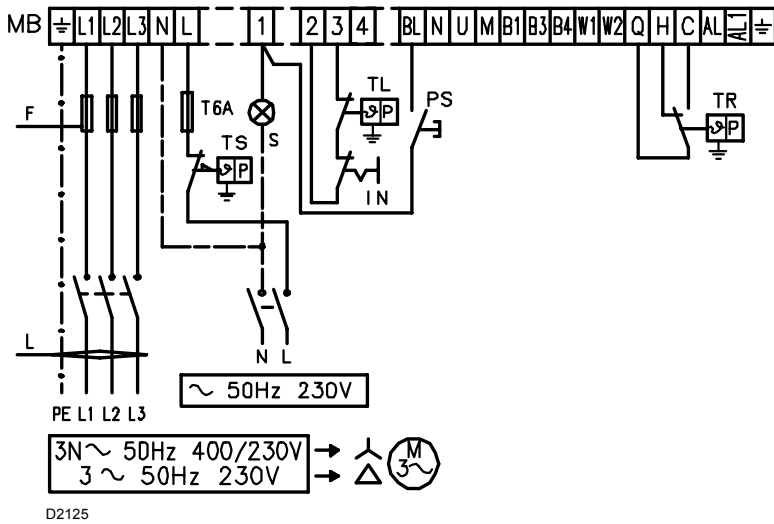 MB ⏚ L1 L2 L3 N L 1 2 3 4 BL N U M B1 B3 B4 W1 W2 Q H C AL AL1 ⏚
F T6A S TL PS TR
TS ϑ P ϑ P ϑ P
IN
L
N L
~ 50Hz 230V
PE L1 L2 L3
3N~ 50Hz 400/230V M
3 ~ 50Hz 230V 3~
D2125